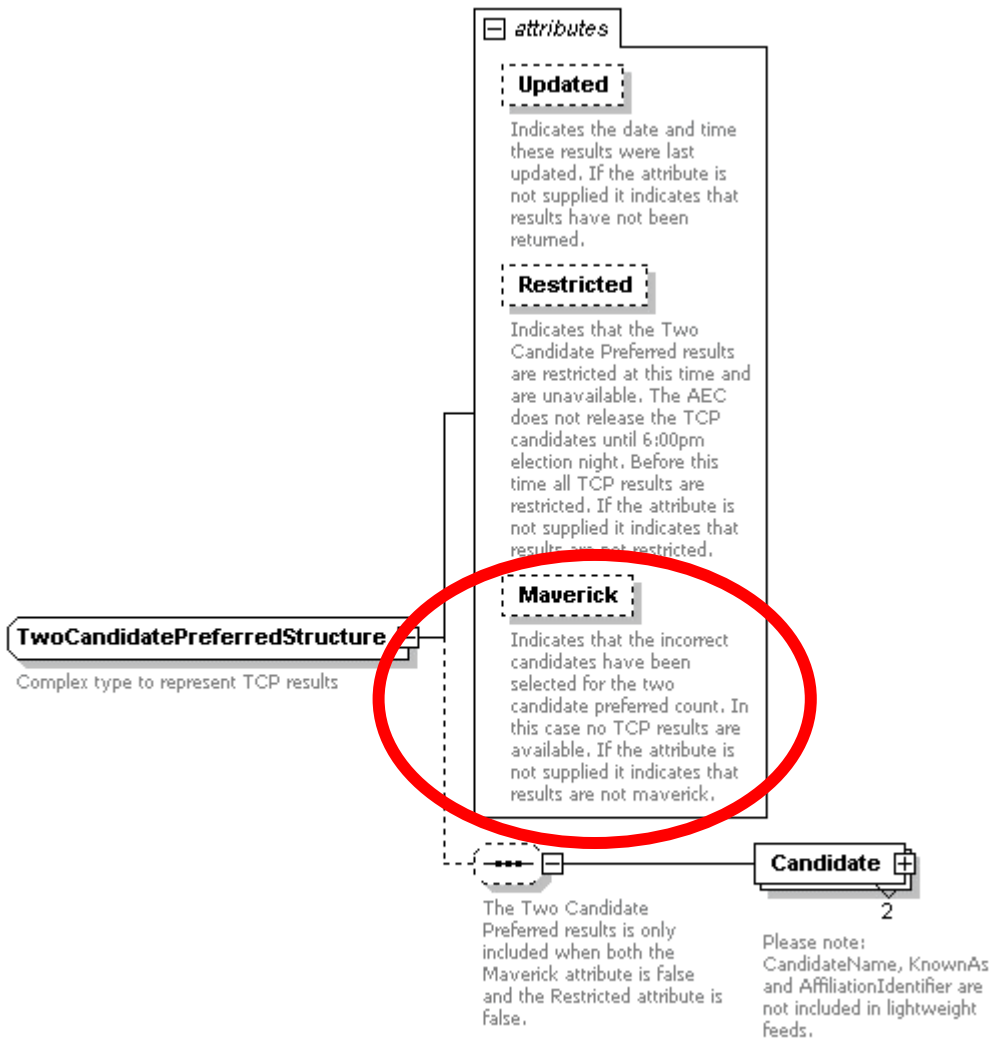 attributes
Updated
Indicates the date and time
these results were last
updated. If the attribute is
not supplied it indicates that
results have not been
returned.
Restricted
Indicates that the Two
Candidate Preferred results
are restricted at this time and
are unavailable. The AEC
does not release the TCP
candidates until 6:00pm
election night. Before this
time all TCP results are
restricted. If the attribute is
not supplied it indicates that
results are not restricted.
Maverick
Indicates that the incorrect
candidates have been
selected for the two
candidate preferred count. In
this case no TCP results are
available. If the attribute is
not supplied it indicates that
results are not maverick.
TwoCandidatePreferredStructure
Complex type to represent TCP results
Candidate
2
The Two Candidate
Preferred results is only
included when both the
Maverick attribute is false
and the Restricted attribute is
false.
Please note:
CandidateName, KnownAs
and AffiliationIdentifier are
not included in lightweight
feeds.